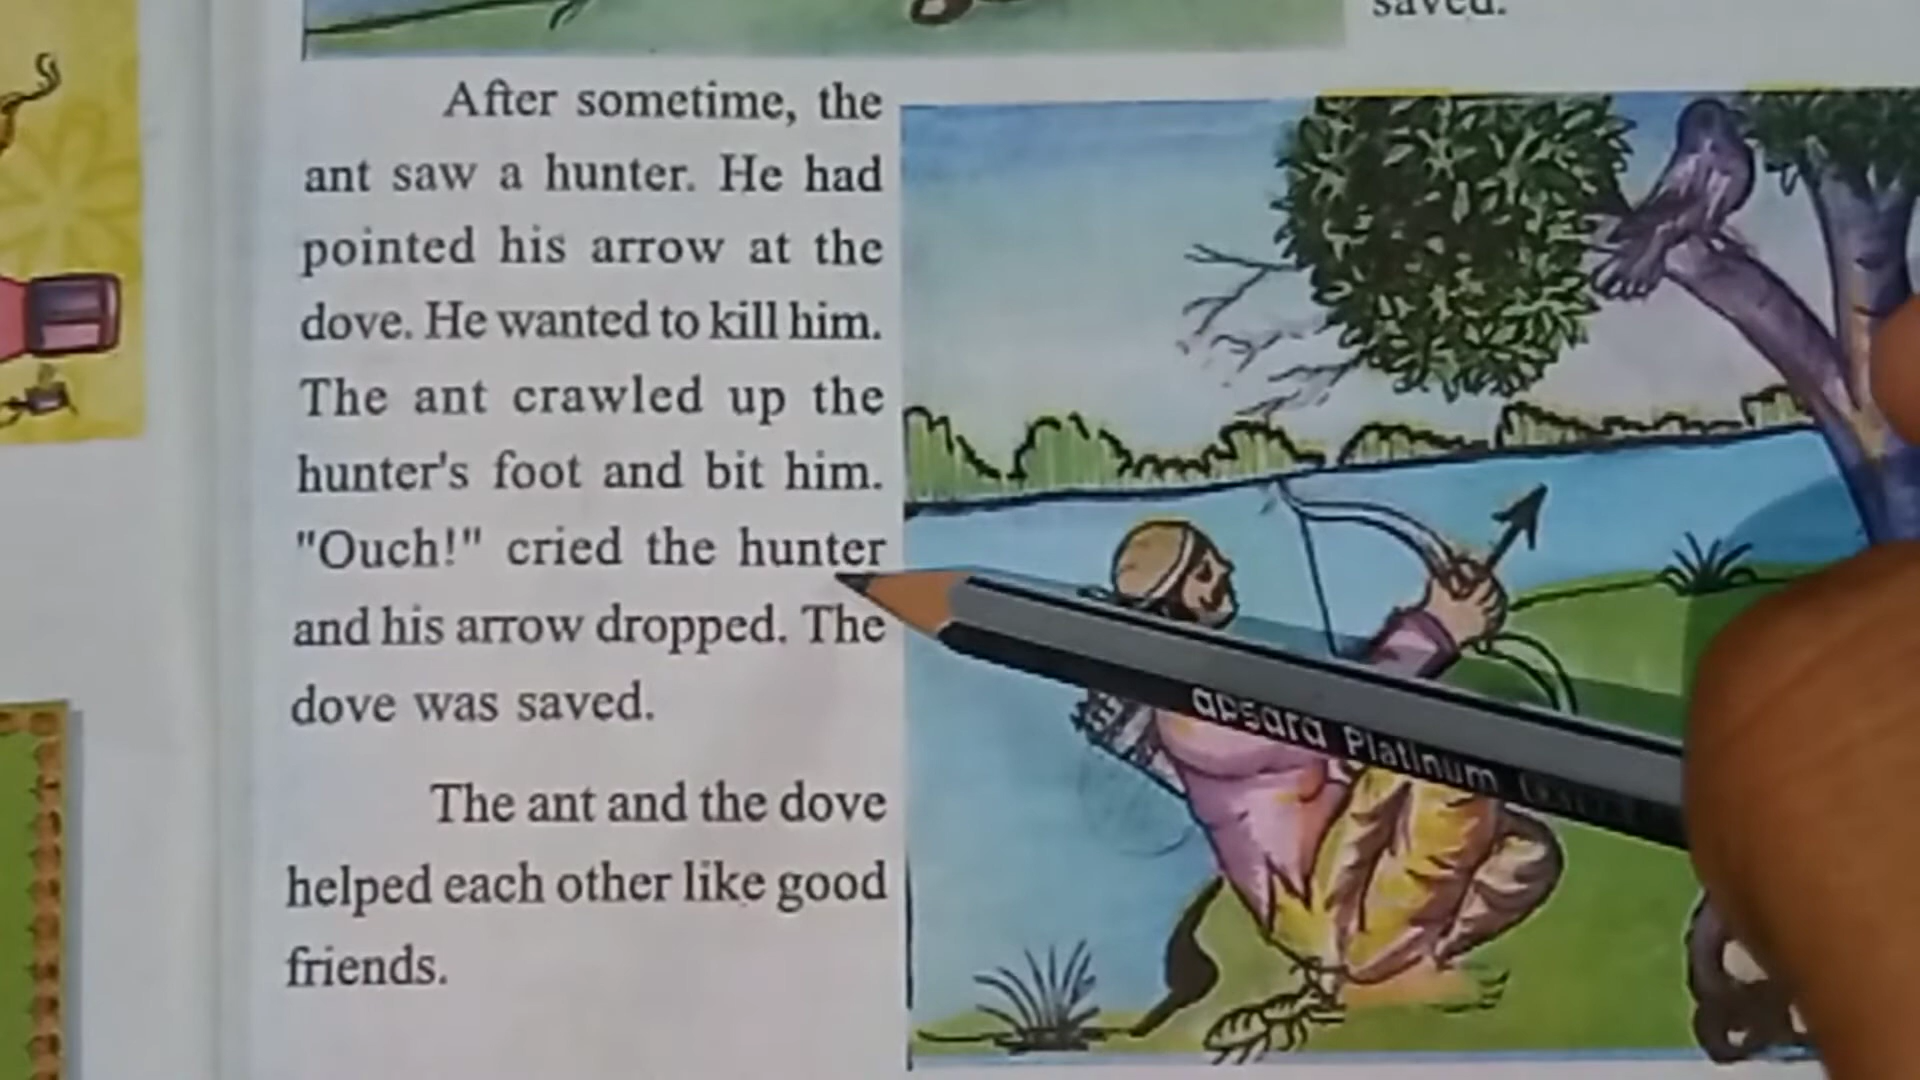 saved.
After sometime, the
ant saw a hunter. He had
pointed his arrow at the
dove. He wanted to kill him.
The ant crawled up the
hunter's foot and bit him.
"Ouch!" cried the hunter
and his arrow dropped. The
dove was saved.
The ant and the dove
helped each other like good
friends.
apsara Platinum